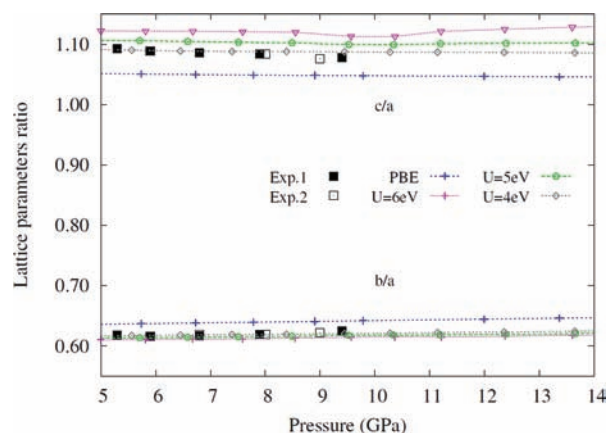 1.10
1.00
0.90
0.80
0.70
0.60
Lattice parameters ratio
c/a
Exp.1 PBE U=5eV
Exp.2 U=6eV U=4eV
b/a
5 6 7 8 9 10 11 12 13 14
Pressure (GPa)